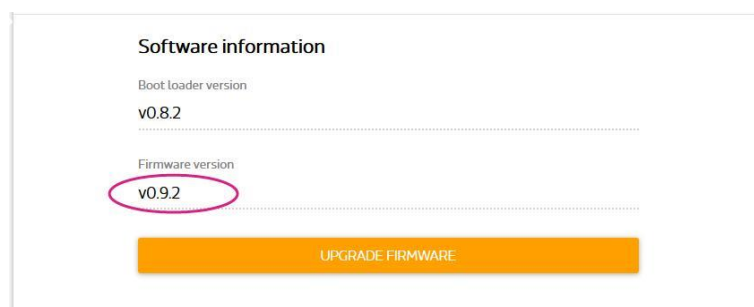 Software information
Boot loader version
v0.8.2
Firmware version
v0.9.2
UPGRADE FIRMWARE